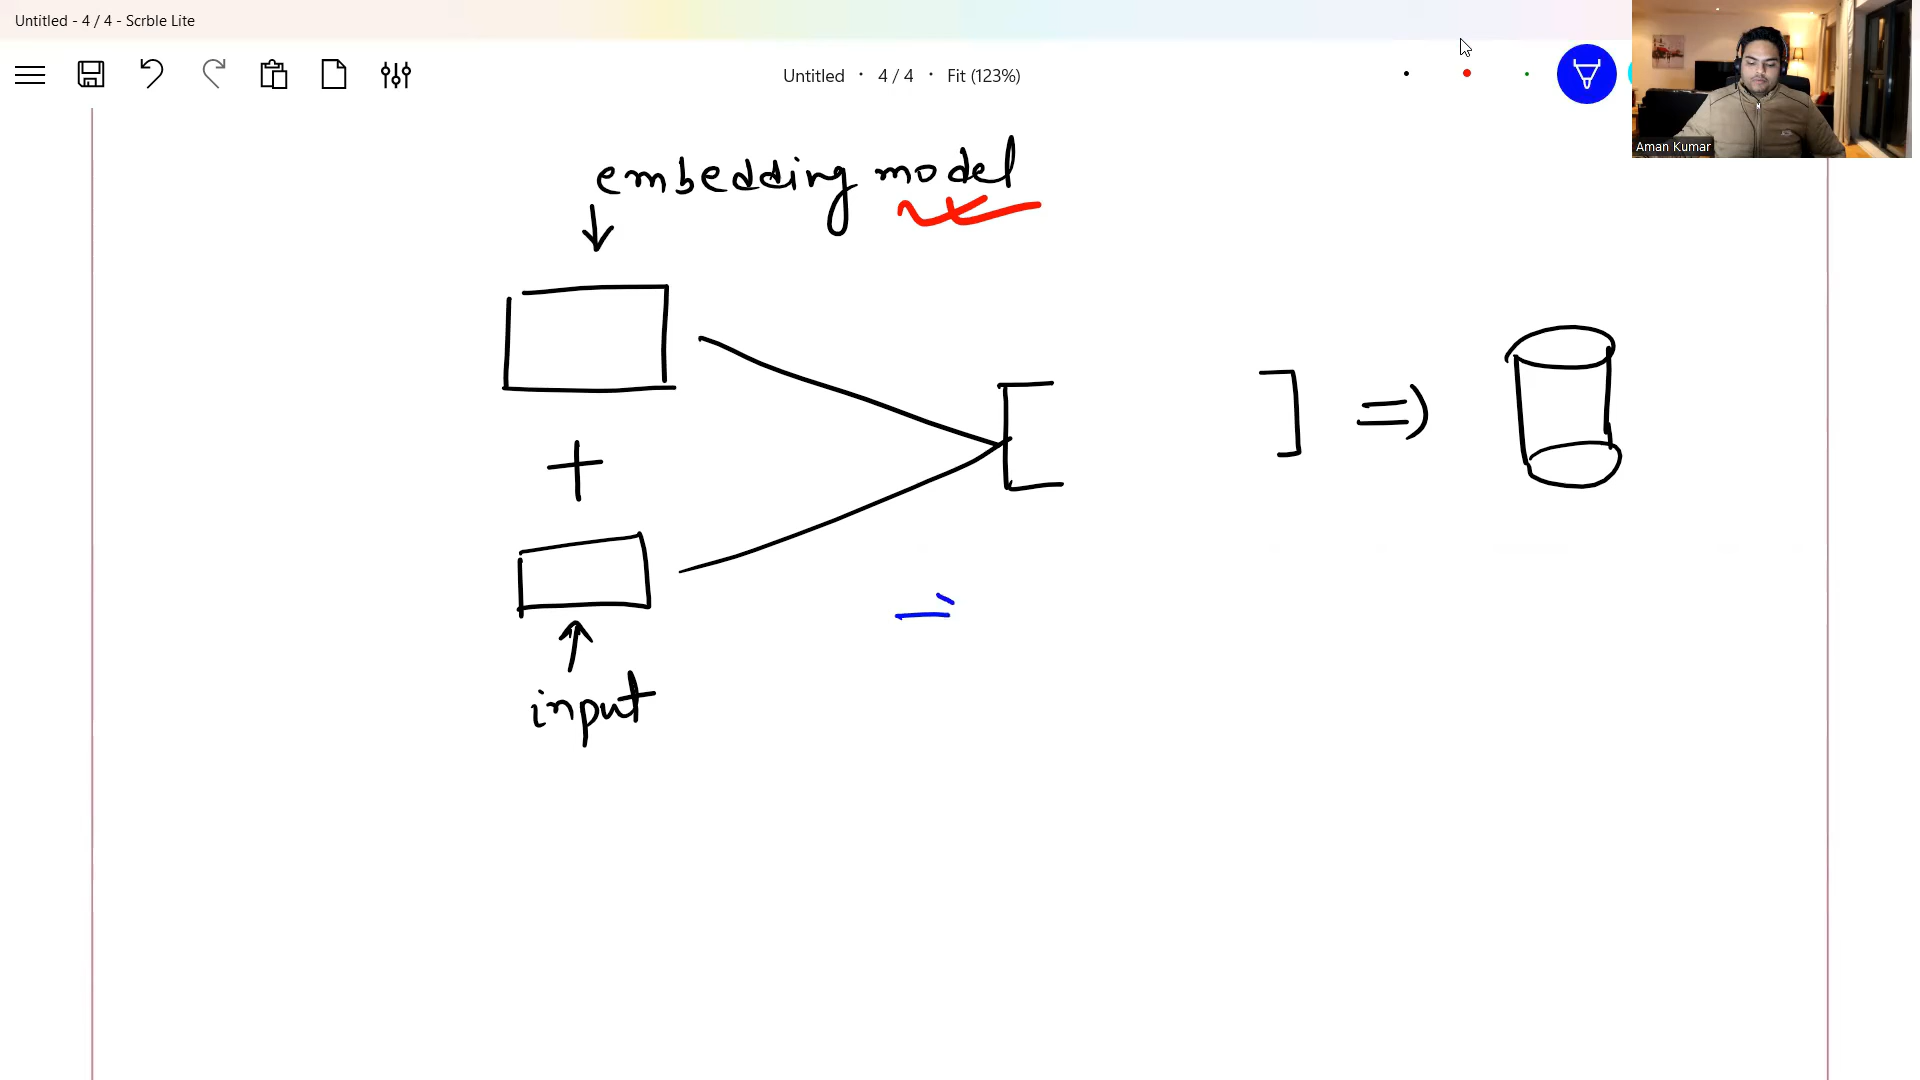 Untitled - 4 / 4 - Scrble Lite
Untitled · 4 / 4 · Fit (123%)
Aman Kumar
embedding model
input